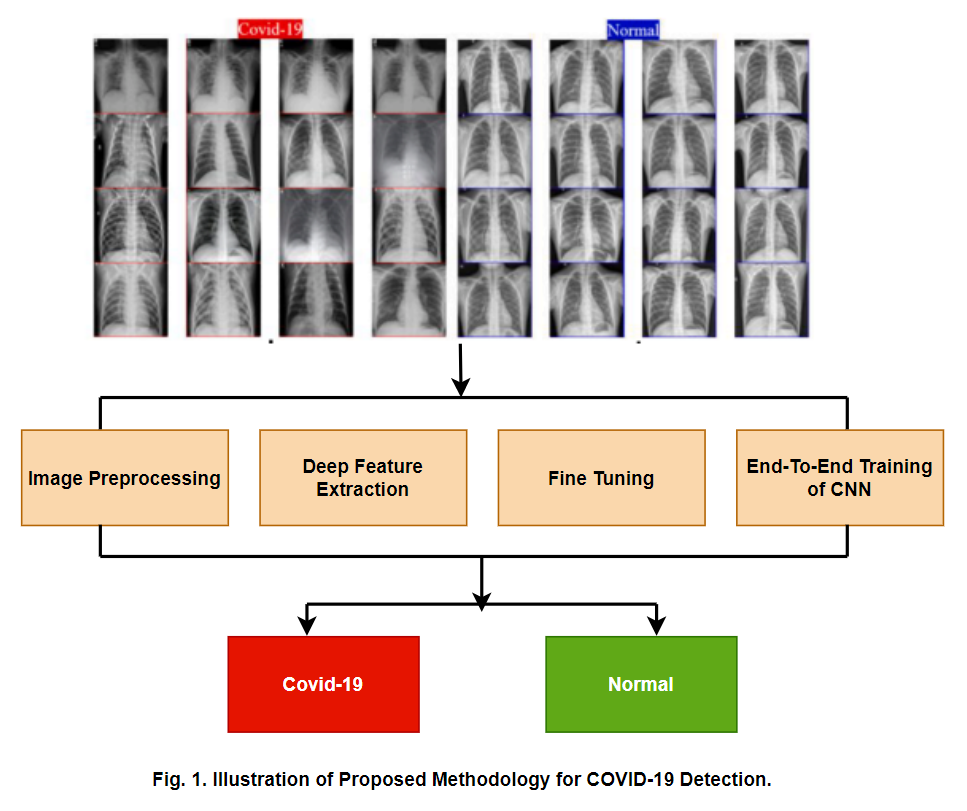 Covid-19
Normal
Image Preprocessing
Deep Feature
Extraction
Fine Tuning
End-To-End Training
of CNN
Covid-19
Normal
Fig. 1. Illustration of Proposed Methodology for COVID-19 Detection.